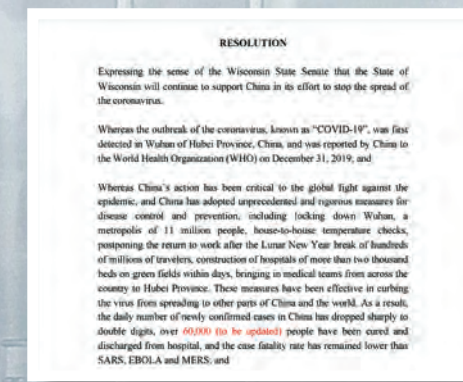 RESOLUTION
Expressing the sense of the Wisconsin State Senate that the State of
Wisconsin will continue to support China in its effort to stop the spread of
the coronavirus.
Whereas the outbreak of the coronavirus, known as "COVID-19", was first
detected in Wuhan of Hubei Province, China, and was reported by China to
the World Health Organization (WHO) on December 31, 2019; and
Whereas China's action has been critical to the global fight against the
epidemic, and China has adopted unprecedented and rigorous measures for
disease control and prevention, including locking down Wuhan, a
metropolis of 11 million people, house-to-house temperature checks,
postponing the return to work after the Lunar New Year break of hundreds
of millions of travelers, construction of hospitals of more than two thousand
beds on green fields within days, bringing in medical teams from across the
country to Hubei Province. These measures have been effective in curbing
the virus from spreading to other parts of China and the world. As a result,
the daily number of newly confirmed cases in China has dropped sharply to
double digits, over 60,000 (to be updated) people have been cured and
discharged from hospital, and the case fatality rate has remained lower than
SARS, EBOLA and MERS; and